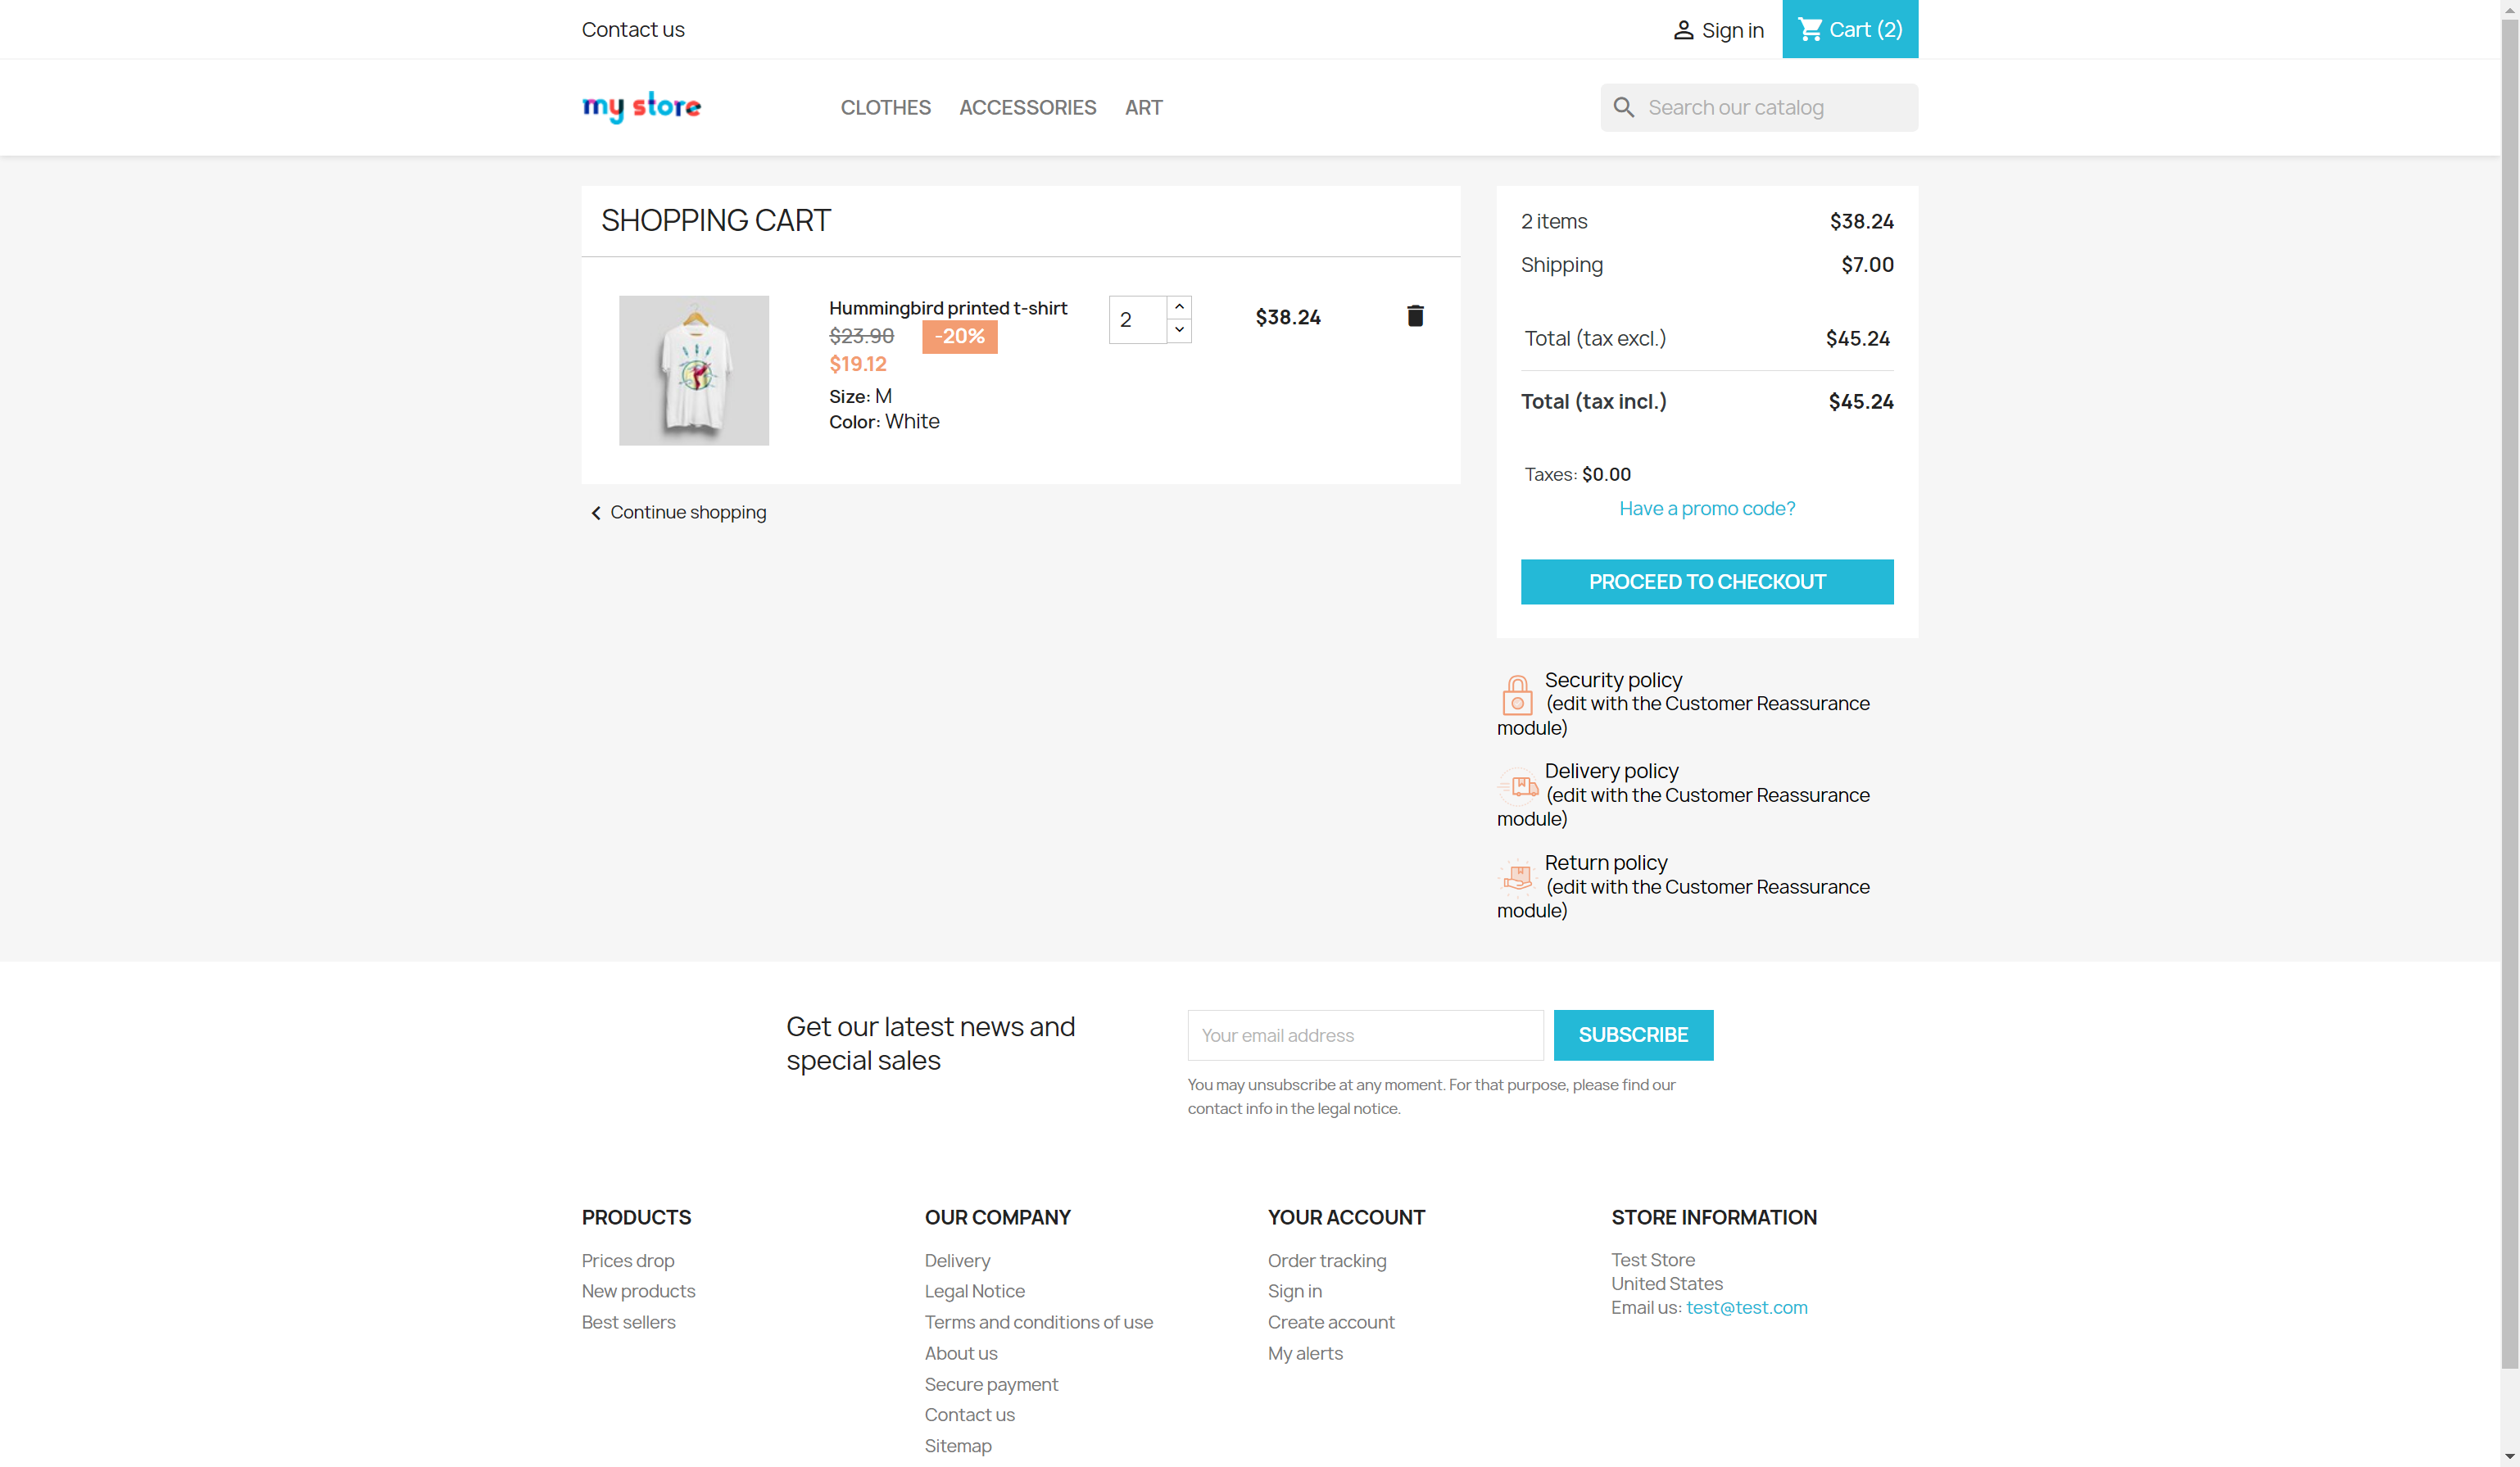 Contact us
Sign in
Cart (2)
my store
CLOTHES
ACCESSORIES
ART
Search our catalog
SHOPPING CART
Hummingbird printed t-shirt
$23.90
-20%
$19.12
Size: M
Color: White
2
$38.24
Continue shopping
2 items
$38.24
Shipping
$7.00
Total (tax excl.)
$45.24
Total (tax incl.)
$45.24
Taxes: $0.00
Have a promo code?
PROCEED TO CHECKOUT
Security policy
(edit with the Customer Reassurance
module)
Delivery policy
(edit with the Customer Reassurance
module)
Return policy
(edit with the Customer Reassurance
module)
Get our latest news and
special sales
Your email address
SUBSCRIBE
You may unsubscribe at any moment. For that purpose, please find our
contact info in the legal notice.
PRODUCTS
Prices drop
New products
Best sellers
OUR COMPANY
Delivery
Legal Notice
Terms and conditions of use
About us
Secure payment
Contact us
Sitemap
YOUR ACCOUNT
Order tracking
Sign in
Create account
My alerts
STORE INFORMATION
Test Store
United States
Email us: test@test.com